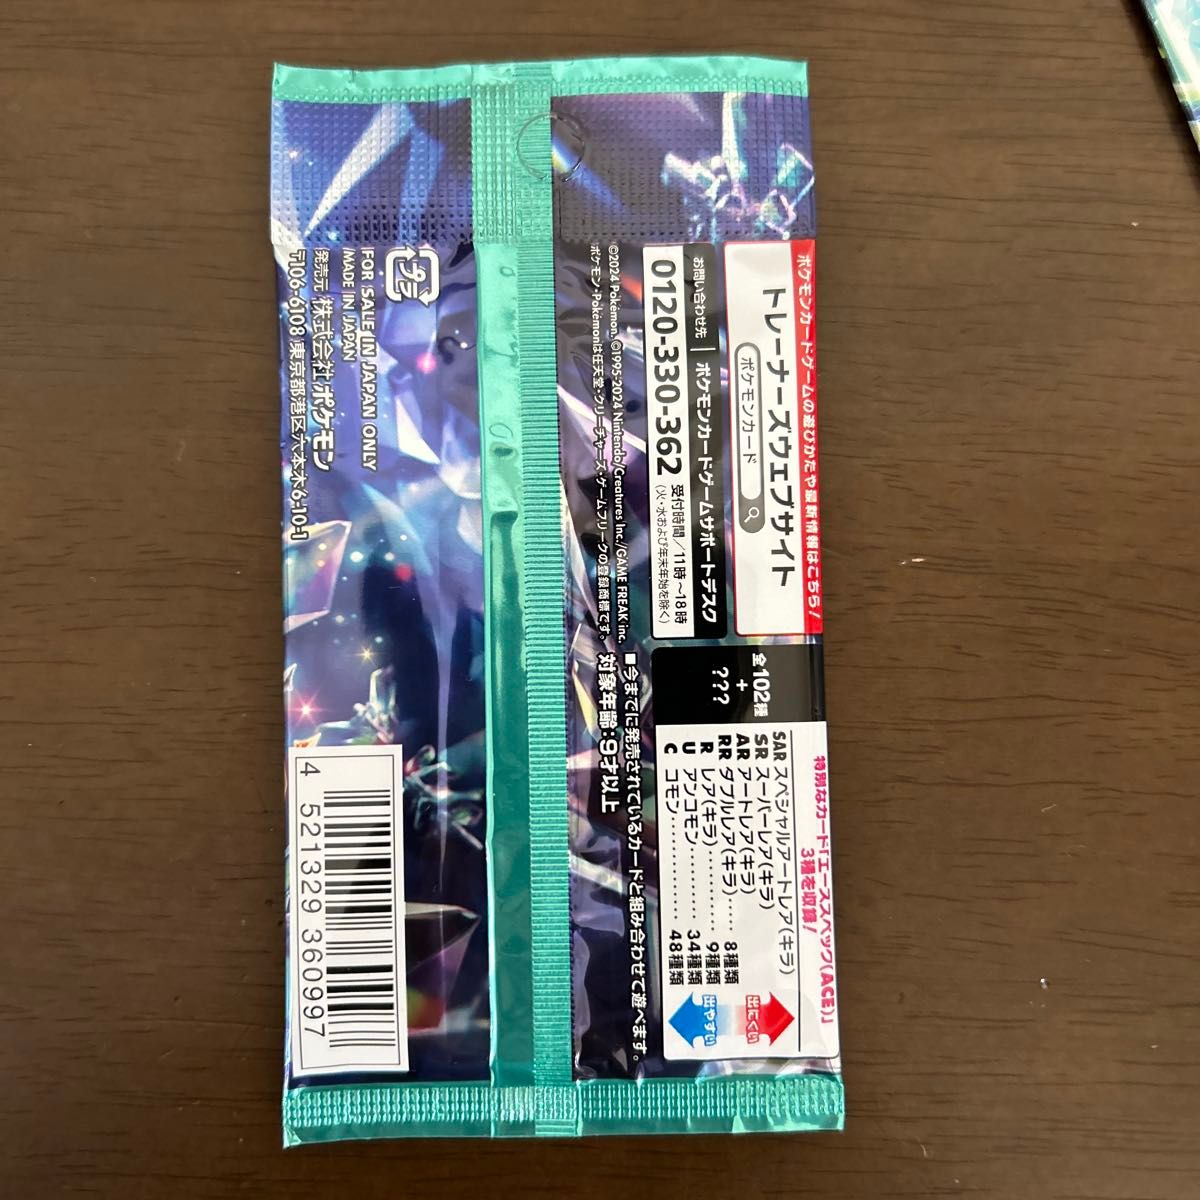 ポケモンカードゲームの遊びかたや最新情報はこちら!
トレーナーズウェブサイト
ポケモンカード
お問い合わせ先
ポケモンカードゲームサポートデスク
0120-330-362
受付時間/11時～18時
(火・水および年末年始を除く)
©2024 Pokémon. ©1995-2024 Nintendo/Creatures Inc./GAME FREAK inc.
ポケモン・Pokémonは任天堂・クリーチャーズ・ゲームフリークの登録商標です。
特別なカード「エーススペック(ACE)」
3種を収録!
全102種
+
???
SAR スペシャルアートレア(キラ)
SR スーパーレア(キラ)
AR アートレア(キラ)
RR ダブルレア(キラ)‥‥ 8種類
R レア(キラ)‥‥‥‥ 9種類
U アンコモン‥‥‥‥ 34種類
C コモン‥‥‥‥‥‥ 48種類
出にくい
出やすい
■今までに発売されているカードと組み合わせて遊べます。
対象年齢:9才以上
プラ
FOR SALE IN JAPAN ONLY
MADE IN JAPAN
発売元 株式会社ポケモン
〒106-6108 東京都港区六本木6-10-1
4 521329 360997